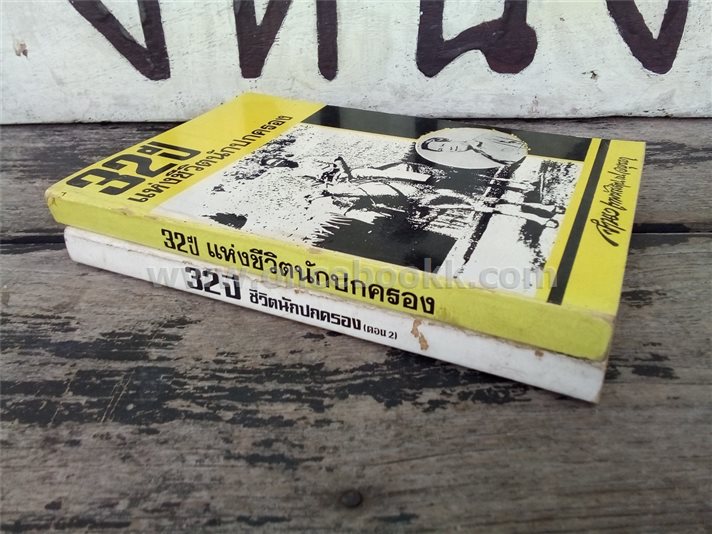 32ปี
แห่งชีวิตนักปกครอง
32ปี แห่งชีวิตนักปกครอง
32ปี ชีวิตนักปกครอง (ตอน 2)